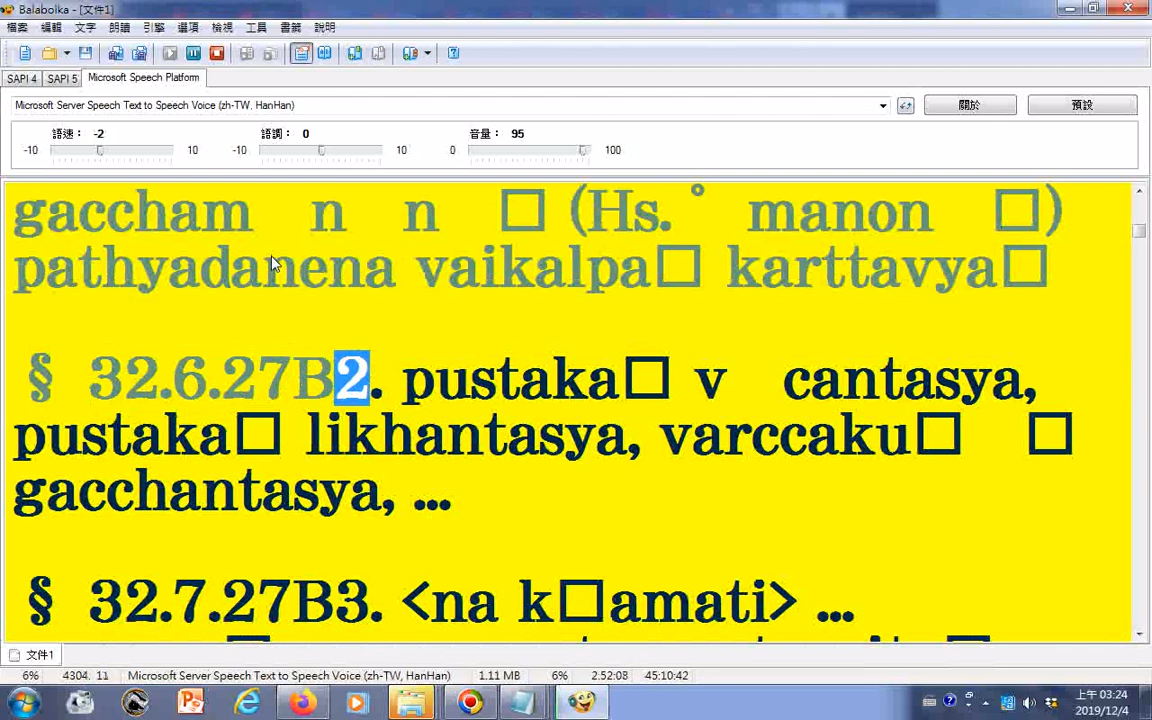 Balabolka - [文件1]
檔案 編輯 文字 朗讀 引擎 選項 檢視 工具 書籤 說明
SAPI 4 SAPI 5 Microsoft Speech Platform
Microsoft Server Speech Text to Speech Voice (zh-TW, HanHan) 關於 預設
語速： -2 語調： 0 音量： 95
-10 10 -10 10 0 100
gaccham n n □ (Hs. ° manon □)
pathyadanena vaikalpa□ karttavya□
§ 32.6.27B2. pustaka□ v cantasya,
pustaka□ likhantasya, varccaku□ □
gacchantasya, ...
§ 32.7.27B3. <na k□amati> ...
文件1
6% 4304. 11 Microsoft Server Speech Text to Speech Voice (zh-TW, HanHan) 1.11 MB 6% 2:52:08 45:10:42
上午 03:24
2019/12/4